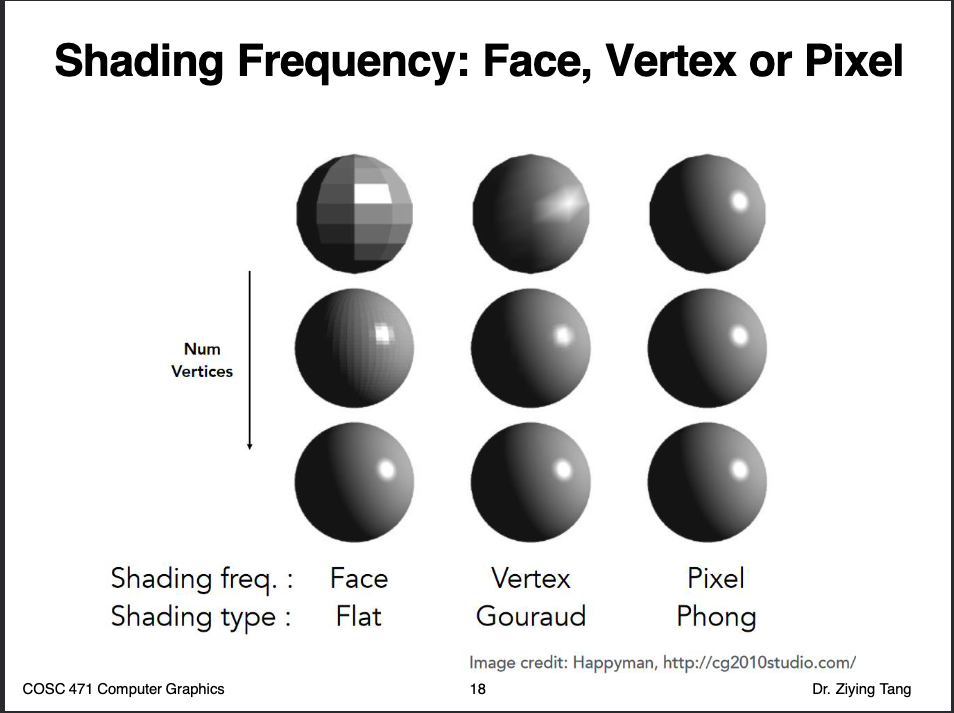 Shading Frequency: Face, Vertex or Pixel
Num
Vertices
Shading freq. : Face Vertex Pixel
Shading type : Flat Gouraud Phong
Image credit: Happyman, http://cg2010studio.com/
COSC 471 Computer Graphics 18 Dr. Ziying Tang